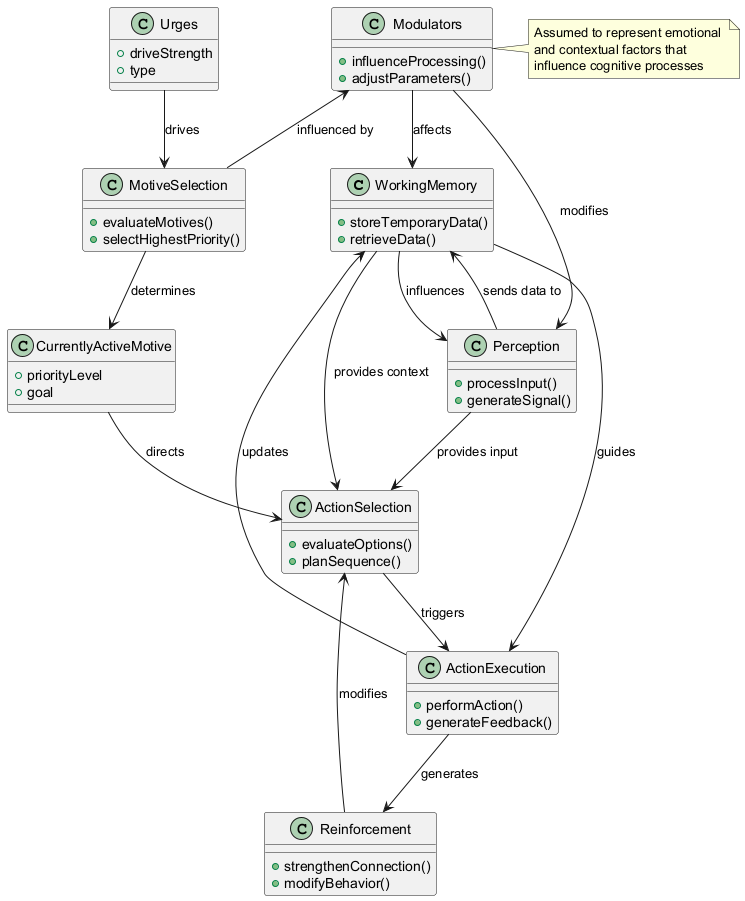 C Urges
driveStrength
type
C Modulators
influenceProcessing()
adjustParameters()
Assumed to represent emotional
and contextual factors that
influence cognitive processes
drives
influenced by
affects
modifies
C MotiveSelection
evaluateMotives()
selectHighestPriority()
C WorkingMemory
storeTemporaryData()
retrieveData()
determines
influences
sends data to
C CurrentlyActiveMotive
priorityLevel
goal
provides context
C Perception
processInput()
generateSignal()
directs
updates
provides input
guides
C ActionSelection
evaluateOptions()
planSequence()
triggers
modifies
C ActionExecution
performAction()
generateFeedback()
generates
C Reinforcement
strengthenConnection()
modifyBehavior()